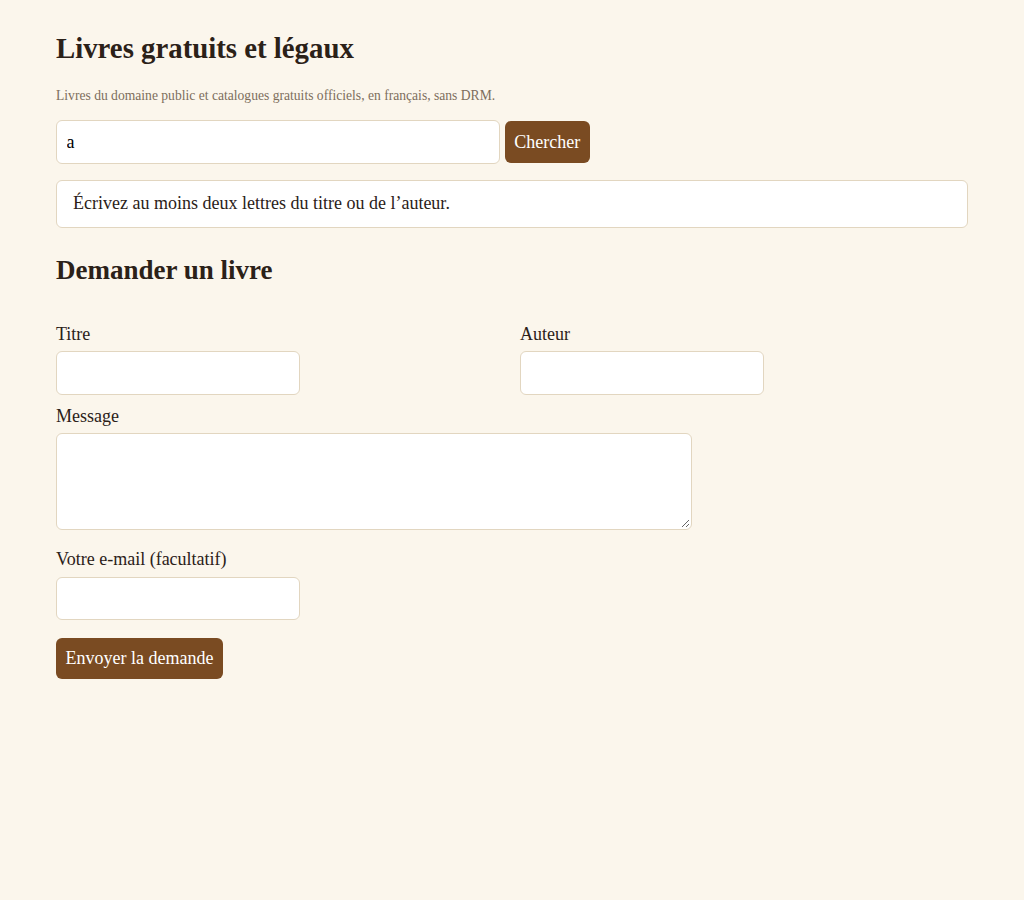 Livres gratuits et légaux
Livres du domaine public et catalogues gratuits officiels, en français, sans DRM.
a
Chercher
Écrivez au moins deux lettres du titre ou de l’auteur.
Demander un livre
Titre
Auteur
Message
Votre e-mail (facultatif)
Envoyer la demande